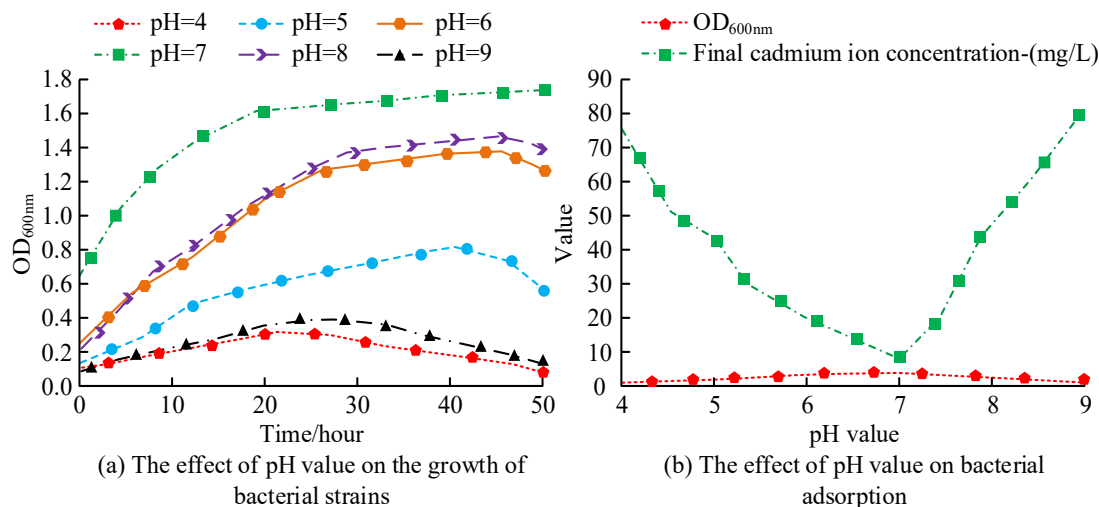 pH=4 pH=5 pH=6
pH=7 pH=8 pH=9
OD600nm
1.8
1.6
1.4
1.2
1.0
0.8
0.6
0.4
0.2
0.0
0 10 20 30 40 50
Time/hour
(a) The effect of pH value on the growth of
bacterial strains
OD600nm
Final cadmium ion concentration-(mg/L)
Value
90
80
70
60
50
40
30
20
10
0
4 5 6 7 8 9
pH value
(b) The effect of pH value on bacterial
adsorption